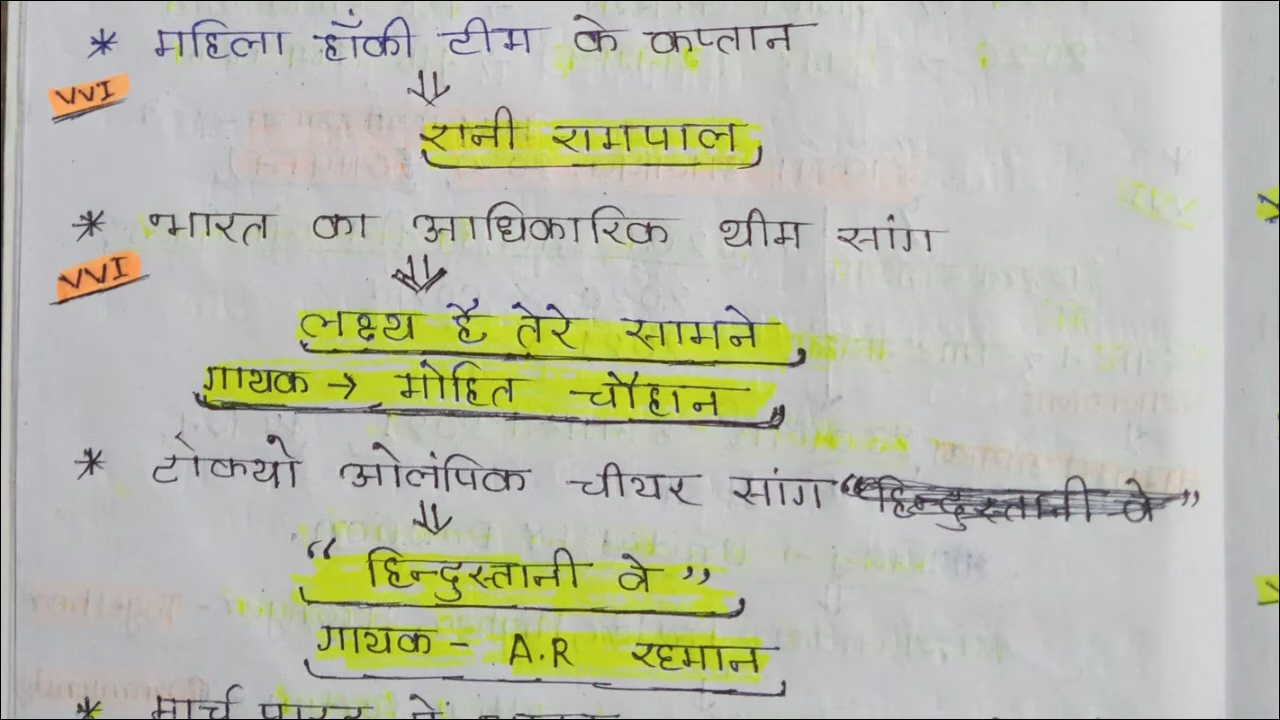 * महिला हॉकी टीम के कप्तान
VVI
रानी रामपाल
* भारत का आधिकारिक थीम सांग
VVI
लक्ष्य है तेरे सामने
गायक → मोहित चौहान
* टोक्यो ओलंपिक चीयर सांग "हिन्दुस्तानी वे"
"हिन्दुस्तानी वे"
गायक - A.R रहमान
* मार्च